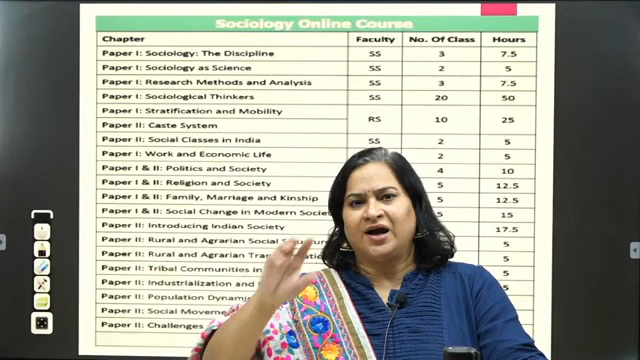 Sociology Online Course
Chapter Faculty No. Of Class Hours
Paper I: Sociology: The Discipline SS 3 7.5
Paper I: Sociology as Science SS 2 5
Paper I: Research Methods and Analysis SS 3 7.5
Paper I: Sociological Thinkers SS 20 50
Paper I: Stratification and Mobility
Paper II: Caste System RS 10 25
Paper II: Social Classes in India SS 2 5
Paper I: Work and Economic Life 2 5
Paper I & II: Politics and Society 4 10
Paper I & II: Religion and Society 5 12.5
Paper I & II: Family, Marriage and Kinship 5 12.5
Paper I & II: Social Change in Modern 15
Paper II: Introducing Indian Society 17.5
Paper II: Rural and Agrarian Social 5
Paper II: Rural and Agrarian 5
Paper II: Tribal Communities in 5
Paper II: Industrialization and 5
Paper II: Population
Paper II: Social
Paper II: Challenges